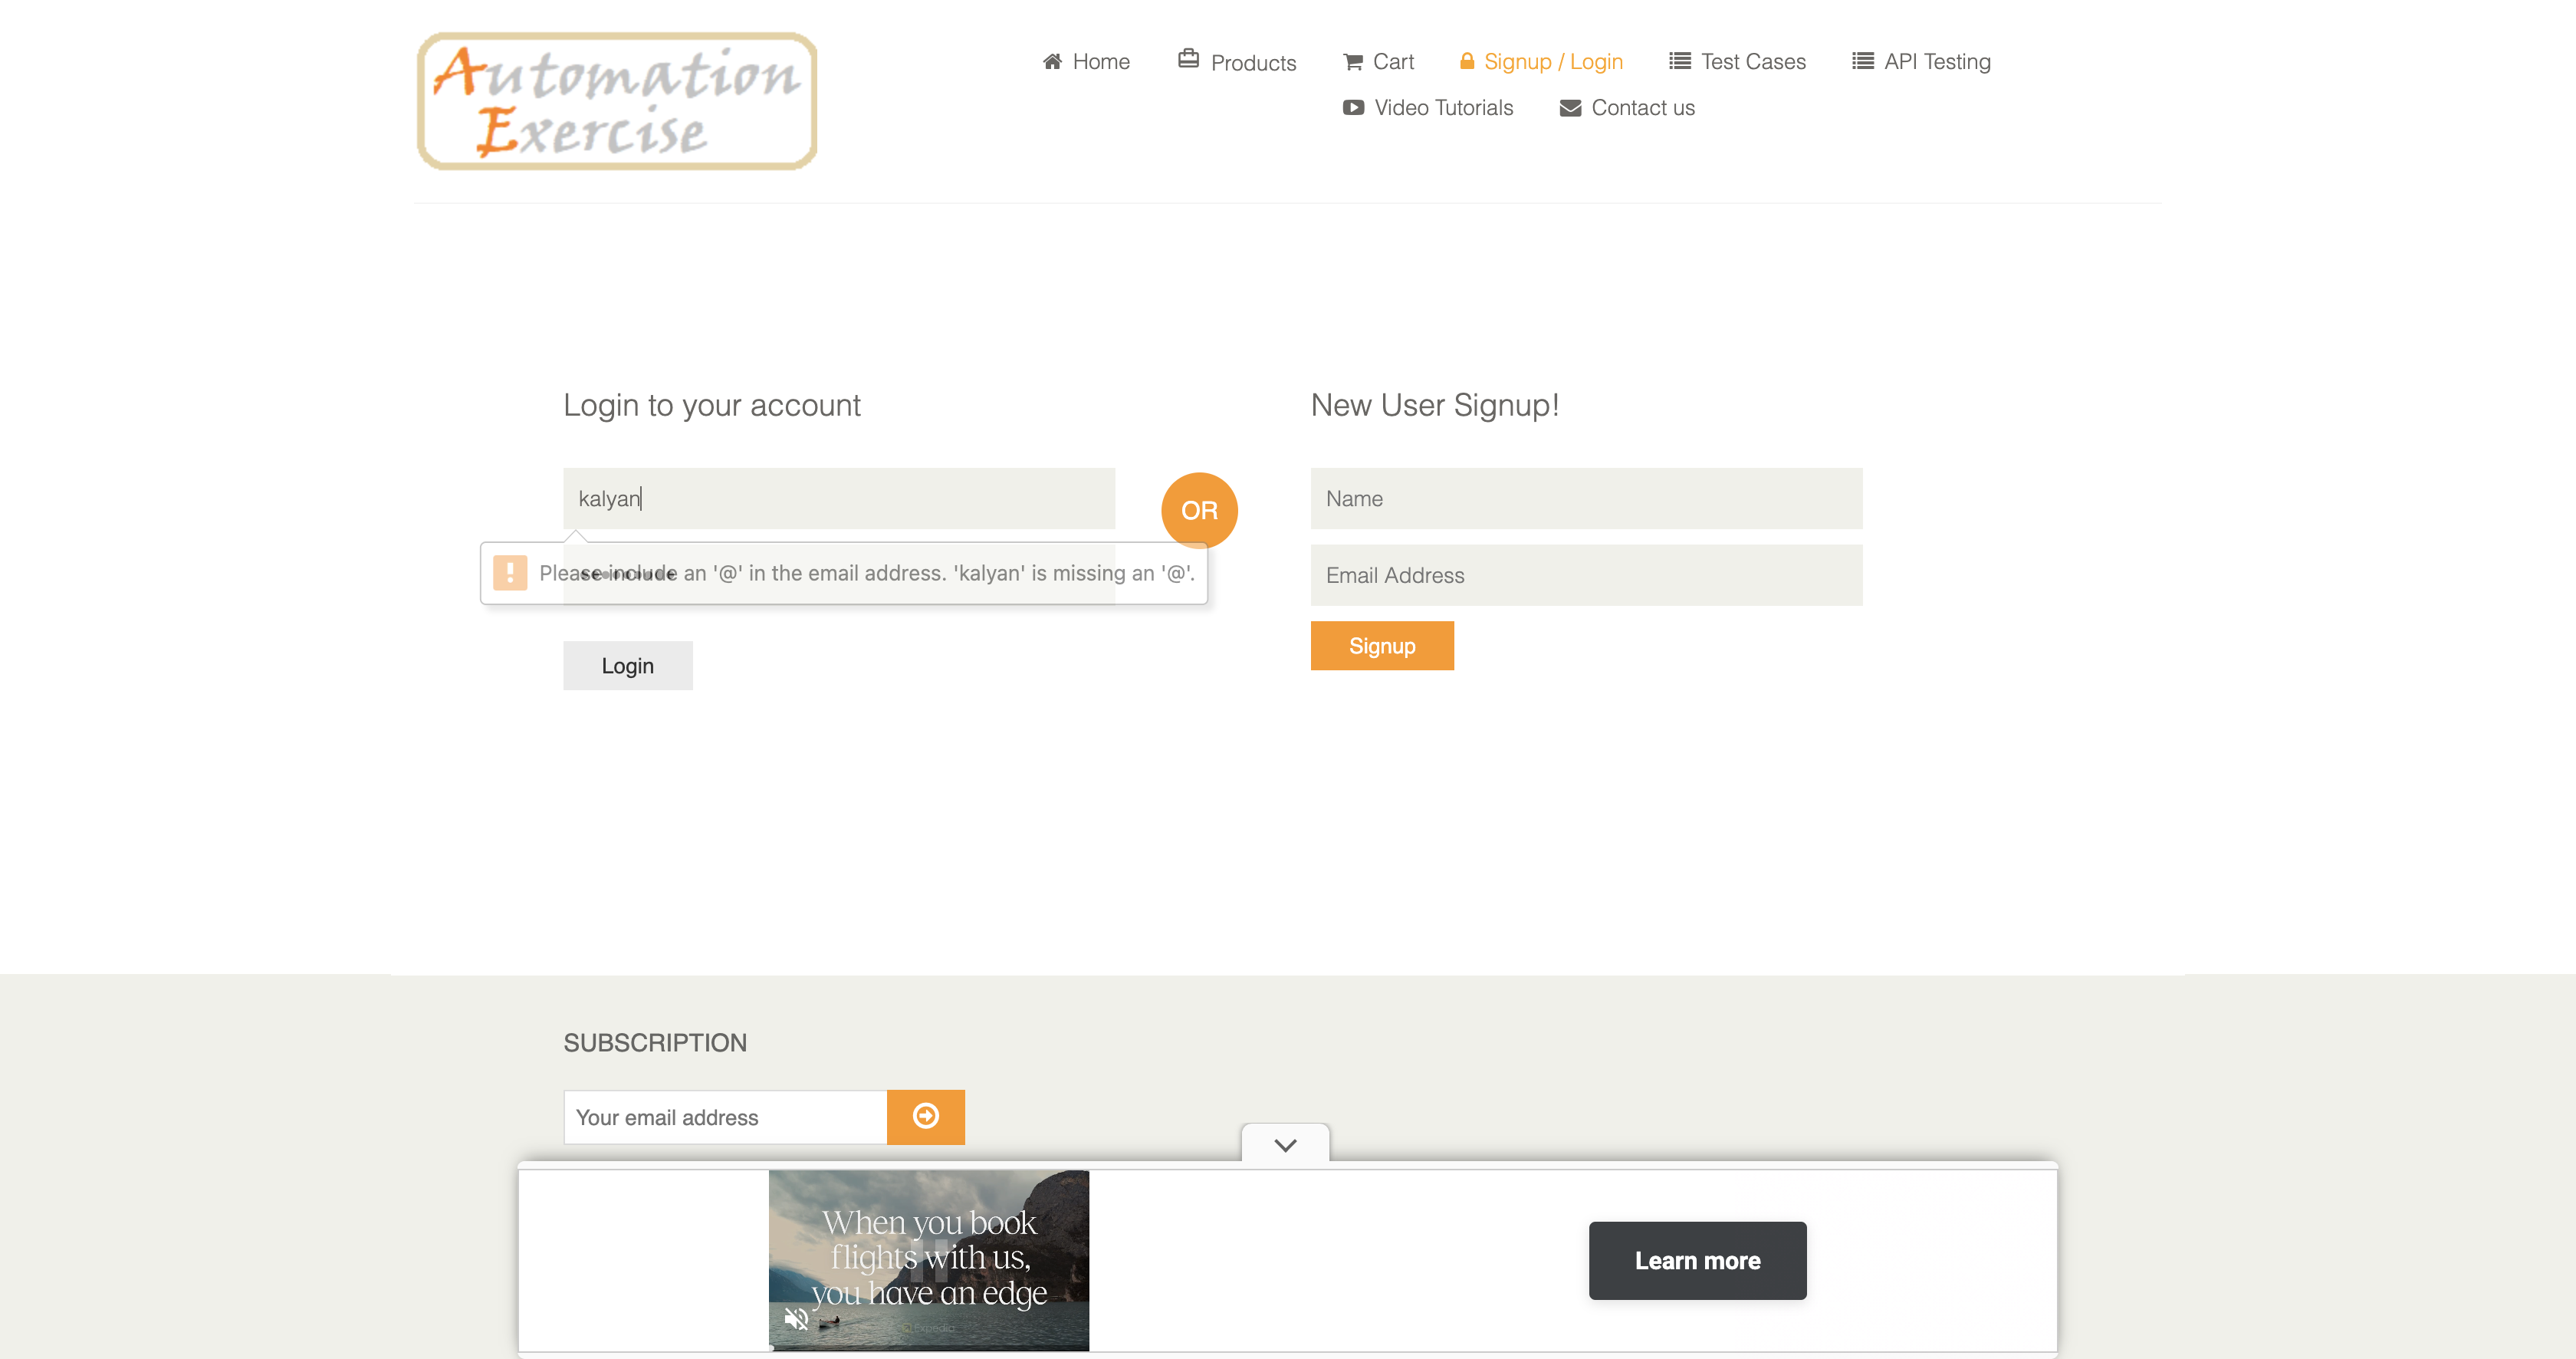 Automation
Exercise
Home
Products
Cart
Signup / Login
Test Cases
API Testing
Video Tutorials
Contact us
Login to your account
kalyan
Please include an '@' in the email address. 'kalyan' is missing an '@'.
Login
OR
New User Signup!
Name
Email Address
Signup
SUBSCRIPTION
Your email address
When you book
flights with us,
you have an edge
Expedia
Learn more